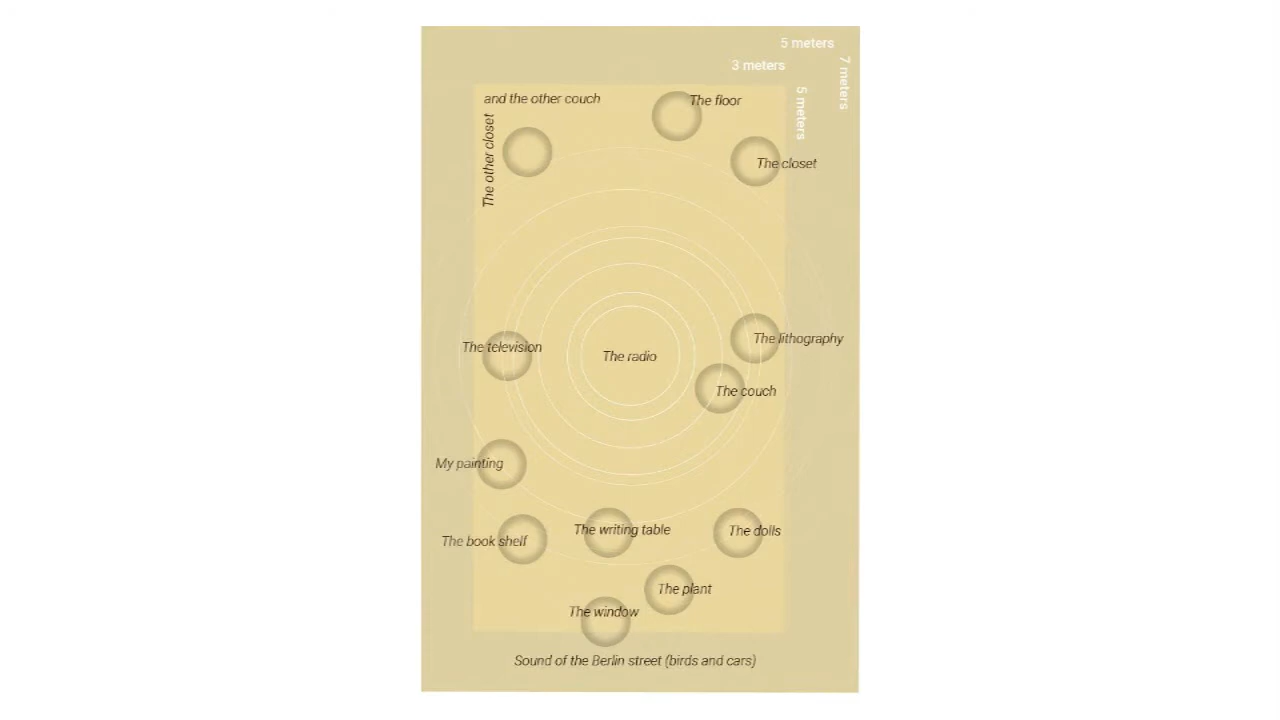 5 meters
3 meters
7 meters
5 meters
and the other couch
The floor
The other closet
The closet
The lithography
The television
The radio
The couch
My painting
The writing table
The dolls
The book shelf
The plant
The window
Sound of the Berlin street (birds and cars)